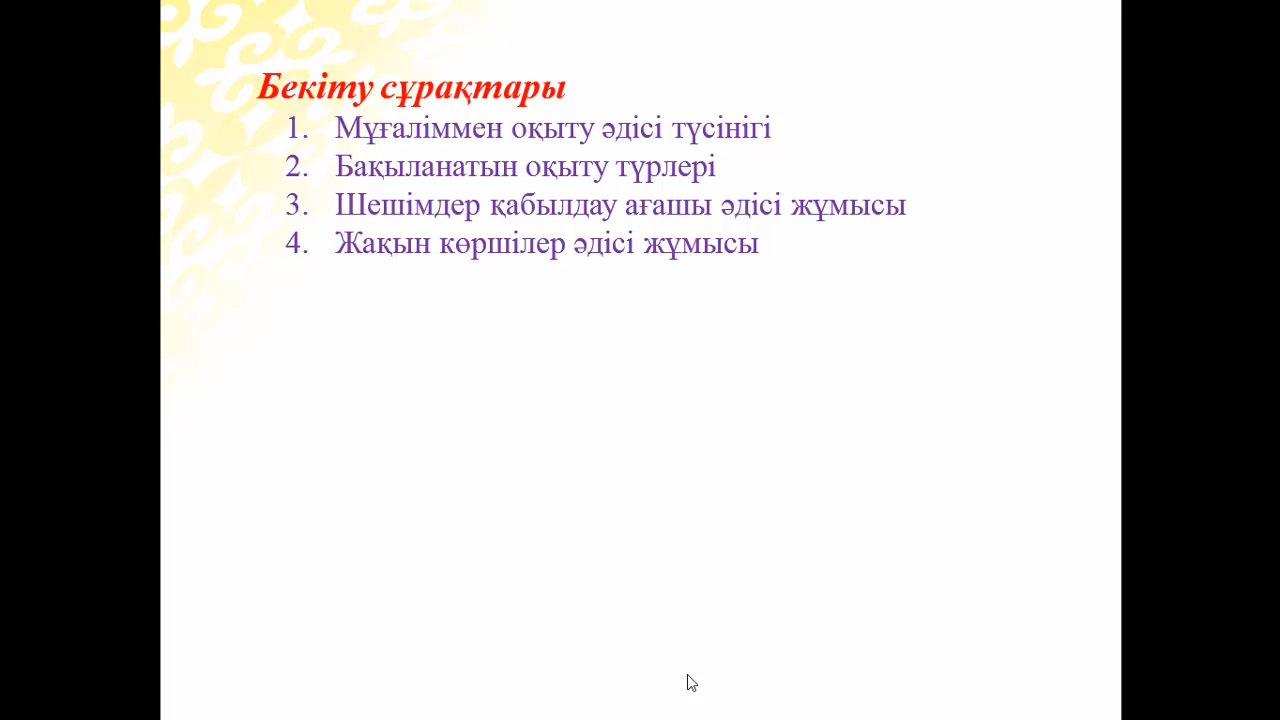 Бекіту сұрақтары
1. Мұғаліммен оқыту әдісі түсінігі
2. Бақыланатын оқыту түрлері
3. Шешімдер қабылдау ағашы әдісі жұмысы
4. Жақын көршілер әдісі жұмысы